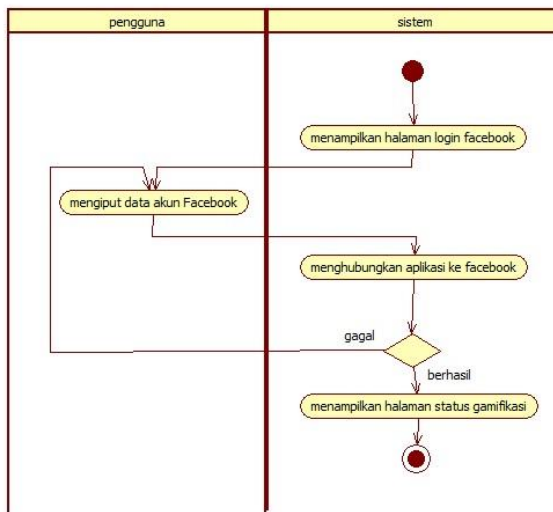 pengguna
sistem
menampilkan halaman login facebook
mengiput data akun Facebook
menghubungkan aplikasi ke facebook
gagal
berhasil
menampilkan halaman status gamifikasi